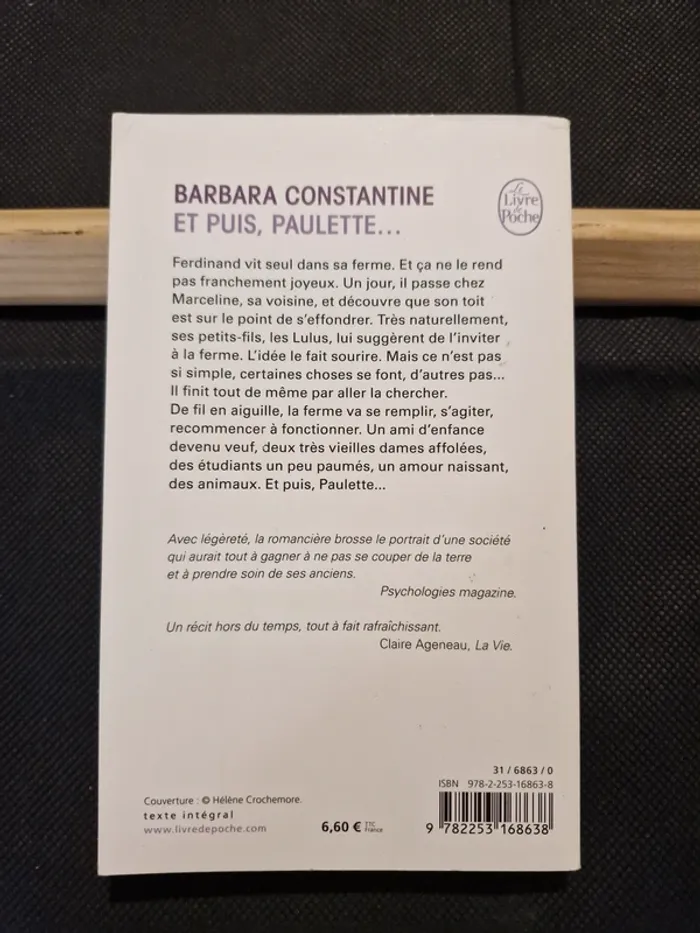 BARBARA CONSTANTINE
ET PUIS, PAULETTE...
Le
Livre
de
Poche
Ferdinand vit seul dans sa ferme. Et ça ne le rend
pas franchement joyeux. Un jour, il passe chez
Marceline, sa voisine, et découvre que son toit
est sur le point de s'effondrer. Très naturellement,
ses petits-fils, les Lulus, lui suggèrent de l'inviter
à la ferme. L'idée le fait sourire. Mais ce n'est pas
si simple, certaines choses se font, d'autres pas...
Il finit tout de même par aller la chercher.
De fil en aiguille, la ferme va se remplir, s'agiter,
recommencer à fonctionner. Un ami d'enfance
devenu veuf, deux très vieilles dames affolées,
des étudiants un peu paumés, un amour naissant,
des animaux. Et puis, Paulette...
Avec légèreté, la romancière brosse le portrait d'une société
qui aurait tout à gagner à ne pas se couper de la terre
et à prendre soin de ses anciens.
Psychologies magazine.
Un récit hors du temps, tout à fait rafraîchissant.
Claire Ageneau, La Vie.
31 / 6863 / 0
ISBN 978-2-253-16863-8
Couverture : © Hélène Crochemore.
texte intégral
www.livredepoche.com
6,60 € TTC
France
9 782253 168638